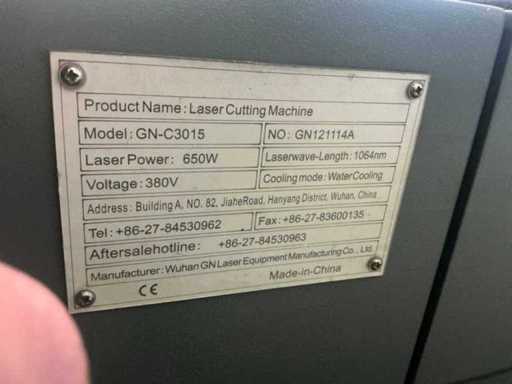 Product Name: Laser Cutting Machine
Model: GN-C3015 NO: GN121114A
Laser Power: 650W Laserwave-Length: 1064nm
Voltage: 380V Cooling mode: WaterCooling
Address: Building A, NO. 82, JiaheRoad, Hanyang District, Wuhan, China
Tel: +86-27-84530962 Fax: +86-27-83600135
Aftersalehotline: +86-27-84530963
Manufacturer: Wuhan GN Laser Equipment Manufacturing Co., Ltd.
CE Made-in-China